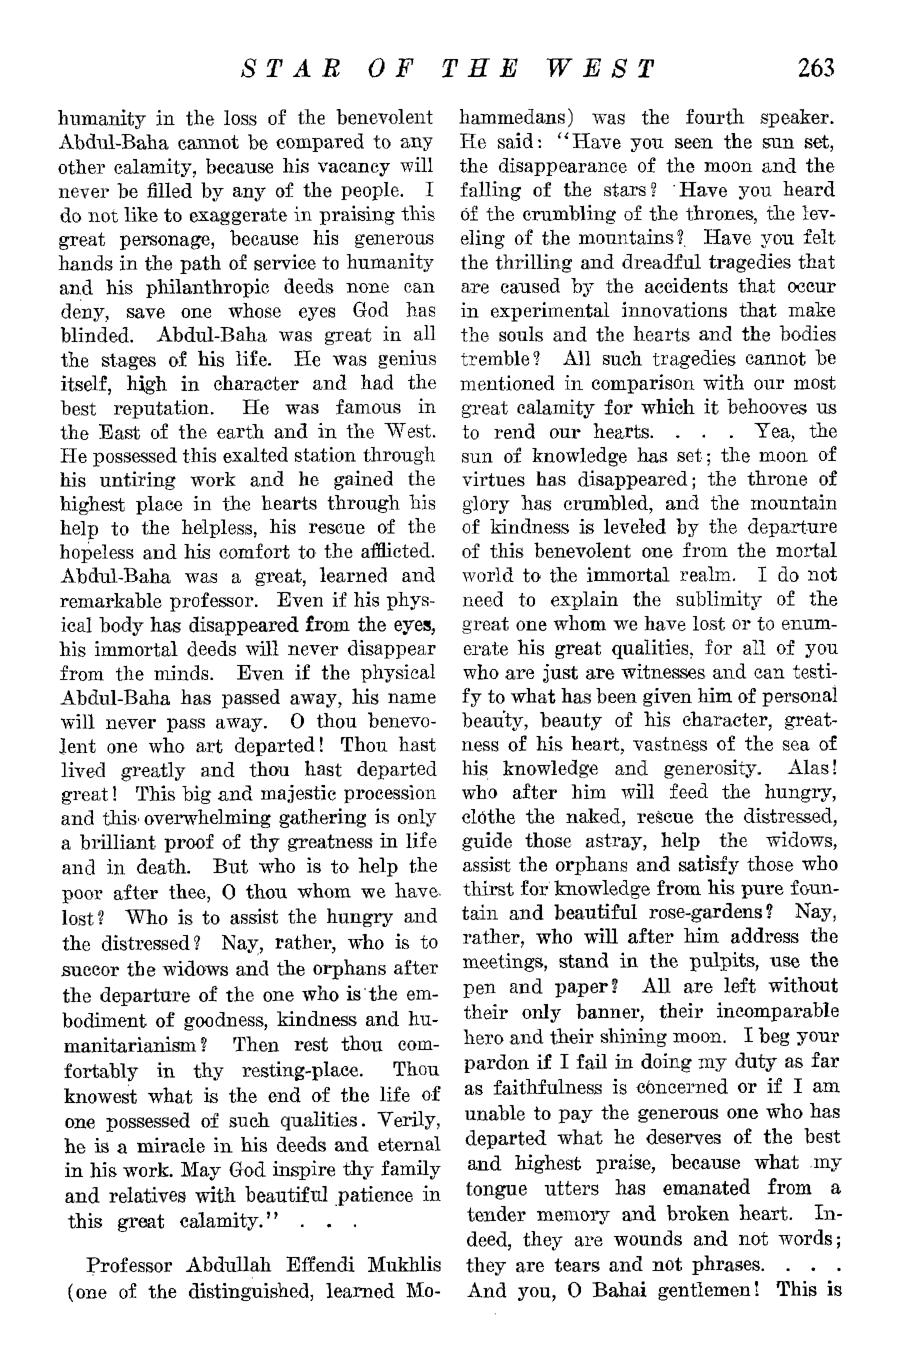 STAR OF THE WEST 263
humanity in the loss of the benevolent
Abdul-Baha cannot be compared to any
other calamity, because his vacancy will
never be filled by any of the people. I
do not like to exaggerate in praising this
great personage, because his generous
hands in the path of service to humanity
and his philanthropic deeds none can
deny, save one whose eyes God has
blinded. Abdul-Baha was great in all
the stages of his life. He was genius
itself, high in character and had the
best reputation. He was famous in
the East of the earth and in the West.
He possessed this exalted station through
his untiring work and he gained the
highest place in the hearts through his
help to the helpless, his rescue of the
hopeless and his comfort to the afflicted.
Abdul-Baha was a great, learned and
remarkable professor. Even if his phys-
ical body has disappeared from the eyes,
his immortal deeds will never disappear
from the minds. Even if the physical
Abdul-Baha has passed away, his name
will never pass away. O thou benevo-
lent one who art departed! Thou hast
lived greatly and thou hast departed
great! This big and majestic procession
and this overwhelming gathering is only
a brilliant proof of thy greatness in life
and in death. But who is to help the
poor after thee, O thou whom we have
lost? Who is to assist the hungry and
the distressed? Nay, rather, who is to
succor the widows and the orphans after
the departure of the one who is the em-
bodiment of goodness, kindness and hu-
manitarianism? Then rest thou com-
fortably in thy resting-place. Thou
knowest what is the end of the life of
one possessed of such qualities. Verily,
he is a miracle in his deeds and eternal
in his work. May God inspire thy family
and relatives with beautiful patience in
this great calamity." . . .
Professor Abdullah Effendi Mukhlis
(one of the distinguished, learned Mo-
hammedans) was the fourth speaker.
He said: "Have you seen the sun set,
the disappearance of the moon and the
falling of the stars? Have you heard
of the crumbling of the thrones, the lev-
eling of the mountains? Have you felt
the thrilling and dreadful tragedies that
are caused by the accidents that occur
in experimental innovations that make
the souls and the hearts and the bodies
tremble? All such tragedies cannot be
mentioned in comparison with our most
great calamity for which it behooves us
to rend our hearts. . . . Yea, the
sun of knowledge has set; the moon of
virtues has disappeared; the throne of
glory has crumbled, and the mountain
of kindness is leveled by the departure
of this benevolent one from the mortal
world to the immortal realm. I do not
need to explain the sublimity of the
great one whom we have lost or to enum-
erate his great qualities, for all of you
who are just are witnesses and can testi-
fy to what has been given him of personal
beauty, beauty of his character, great-
ness of his heart, vastness of the sea of
his knowledge and generosity. Alas!
who after him will feed the hungry,
clothe the naked, rescue the distressed,
guide those astray, help the widows,
assist the orphans and satisfy those who
thirst for knowledge from his pure foun-
tain and beautiful rose-gardens? Nay,
rather, who will after him address the
meetings, stand in the pulpits, use the
pen and paper? All are left without
their only banner, their incomparable
hero and their shining moon. I beg your
pardon if I fail in doing my duty as far
as faithfulness is concerned or if I am
unable to pay the generous one who has
departed what he deserves of the best
and highest praise, because what my
tongue utters has emanated from a
tender memory and broken heart. In-
deed, they are wounds and not words;
they are tears and not phrases. . . .
And you, O Bahai gentlemen! This is